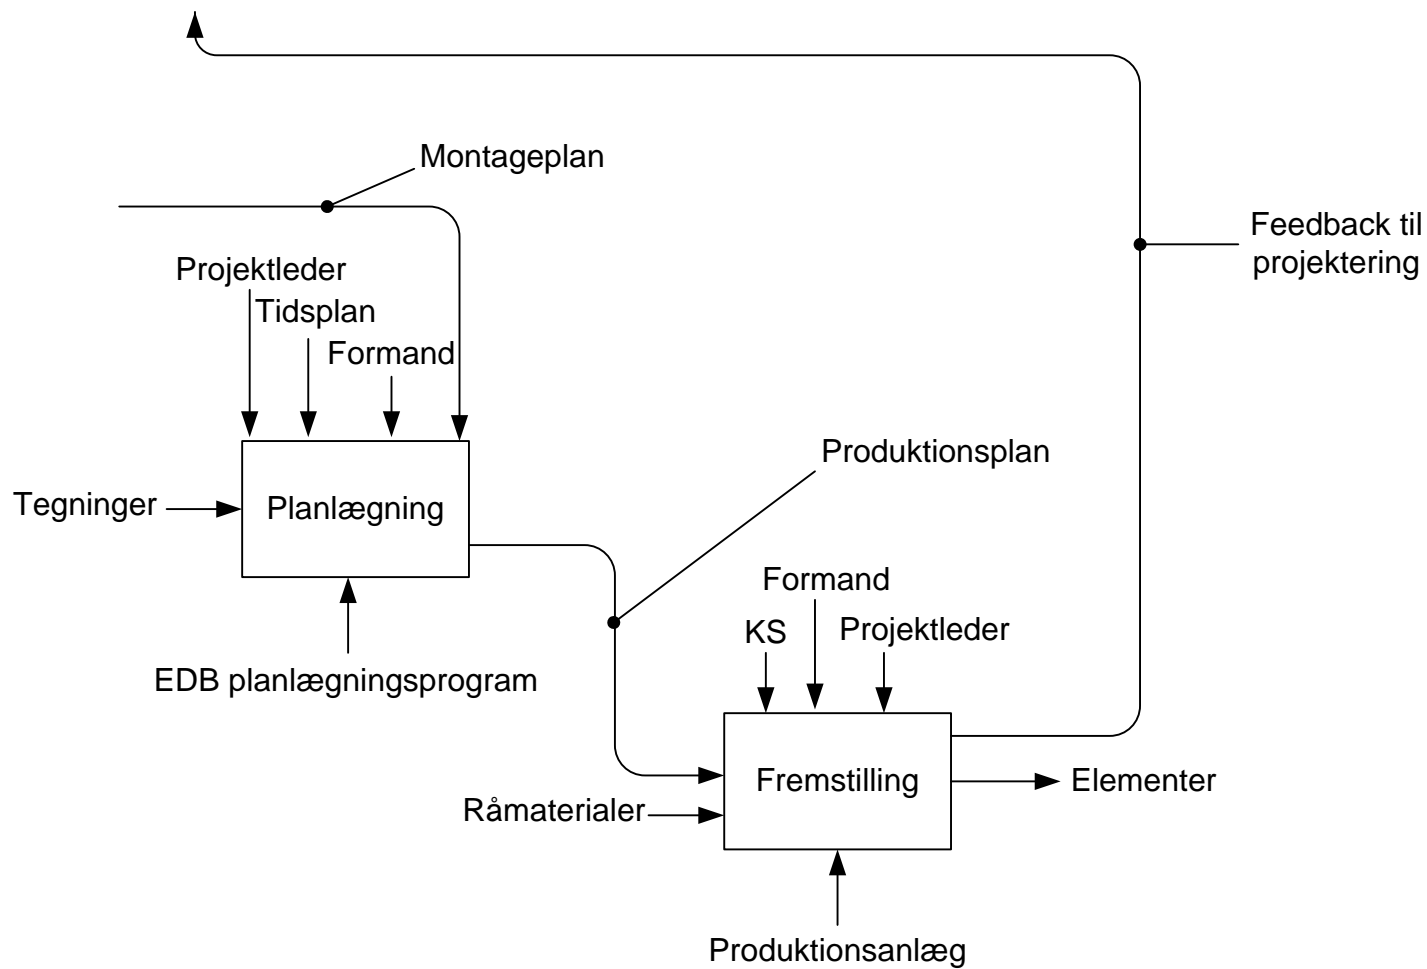 Montageplan
Feedback til
projektering
Projektleder
Tidsplan
Formand
Produktionsplan
Tegninger
Planlægning
Formand
KS
Projektleder
EDB planlægningsprogram
Fremstilling
Elementer
Råmaterialer
Produktionsanlæg